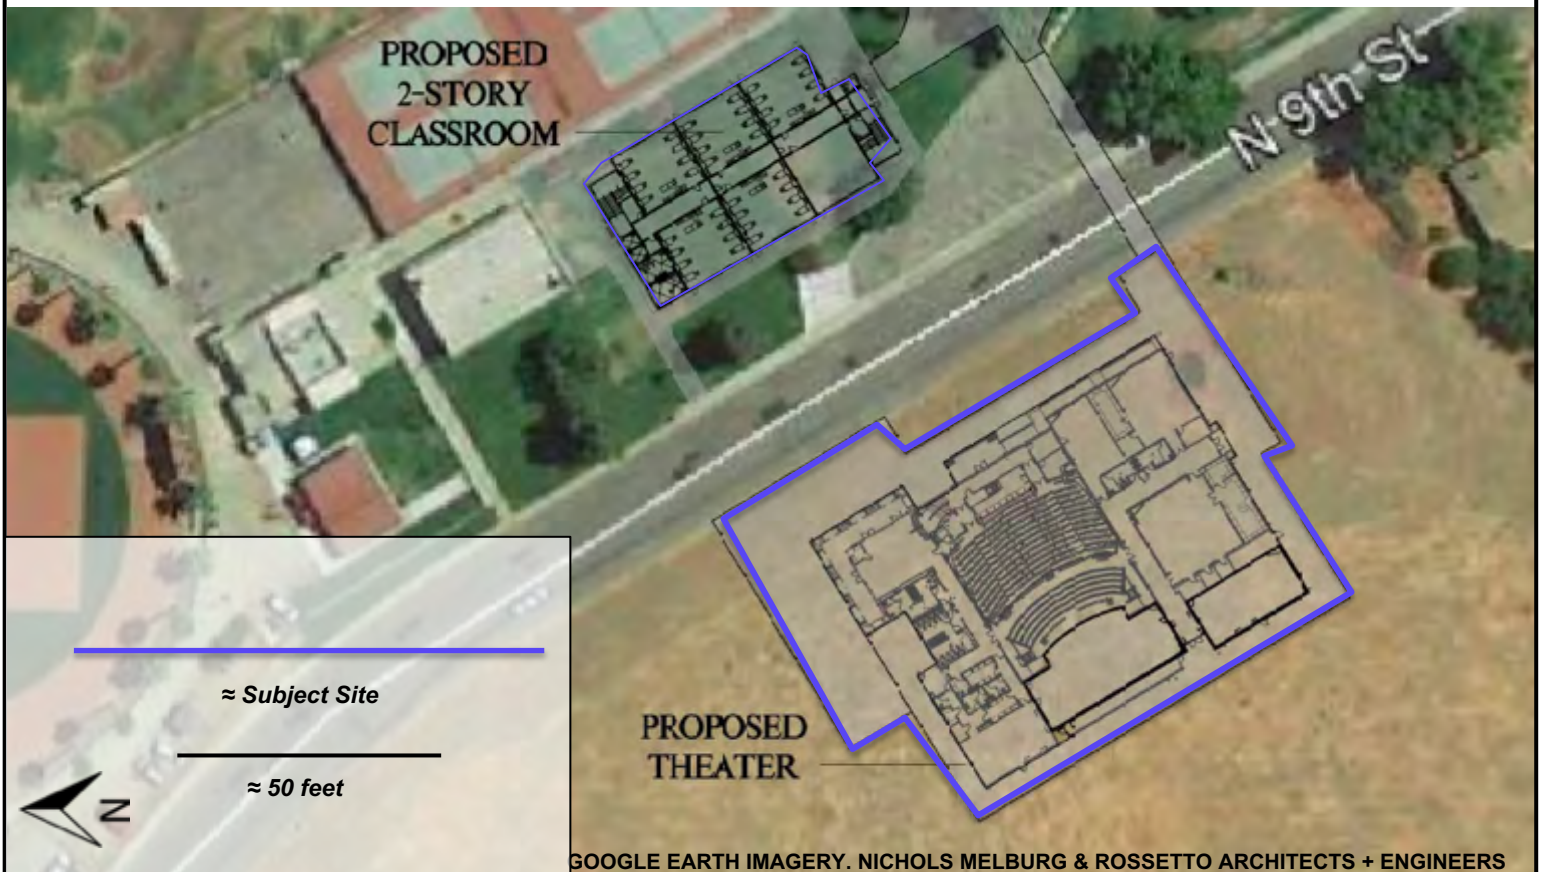 PROPOSED
2-STORY
CLASSROOM
N 9th St
PROPOSED
THEATER
≈ Subject Site
≈ 50 feet
N
GOOGLE EARTH IMAGERY. NICHOLS MELBURG & ROSSETTO ARCHITECTS + ENGINEERS